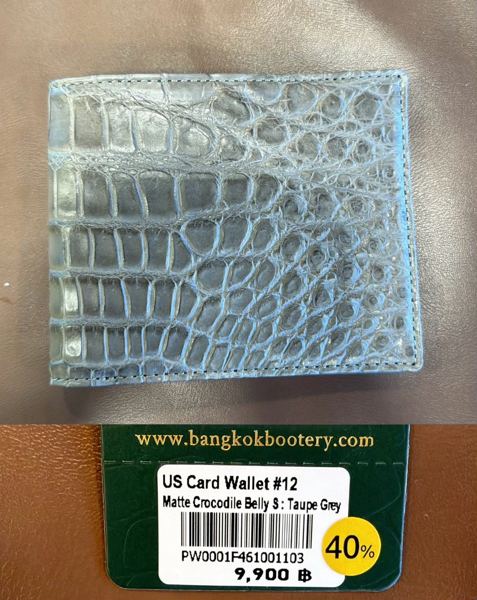 www.bangkokbootery.com
US Card Wallet #12
Matte Crocodile Belly S : Taupe Grey
PW0001F461001103
9,900 ฿
40%